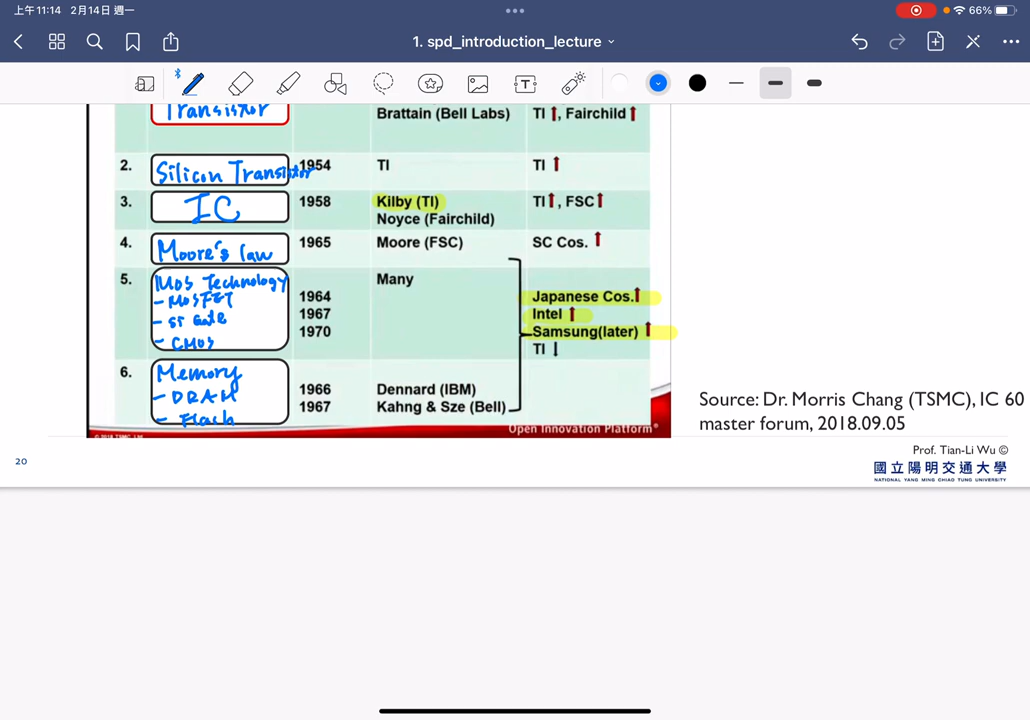 上午11:14 2月14日 週一
66%
1. spd_introduction_lecture
Transistor
Brattain (Bell Labs) TI ↑, Fairchild ↑
2. Silicon Transistor 1954 TI TI ↑
3. IC 1958 Kilby (TI) TI↑, FSC↑
Noyce (Fairchild)
4. Moore's law 1965 Moore (FSC) SC Cos. ↑
5. MOS Technology Many
- MOSFET 1964 Japanese Cos.↑
- Si Gate 1967 Intel ↑
- CMOS 1970 Samsung(later) ↑
TI ↓
6. Memory
- DRAM 1966 Dennard (IBM)
- Flach 1967 Kahng & Sze (Bell)
© 2018 TSMC, Ltd
Open Innovation Platform®
Source: Dr. Morris Chang (TSMC), IC 60
master forum, 2018.09.05
20
Prof. Tian-Li Wu ©
國立陽明交通大學
NATIONAL YANG MING CHIAO TUNG UNIVERSITY